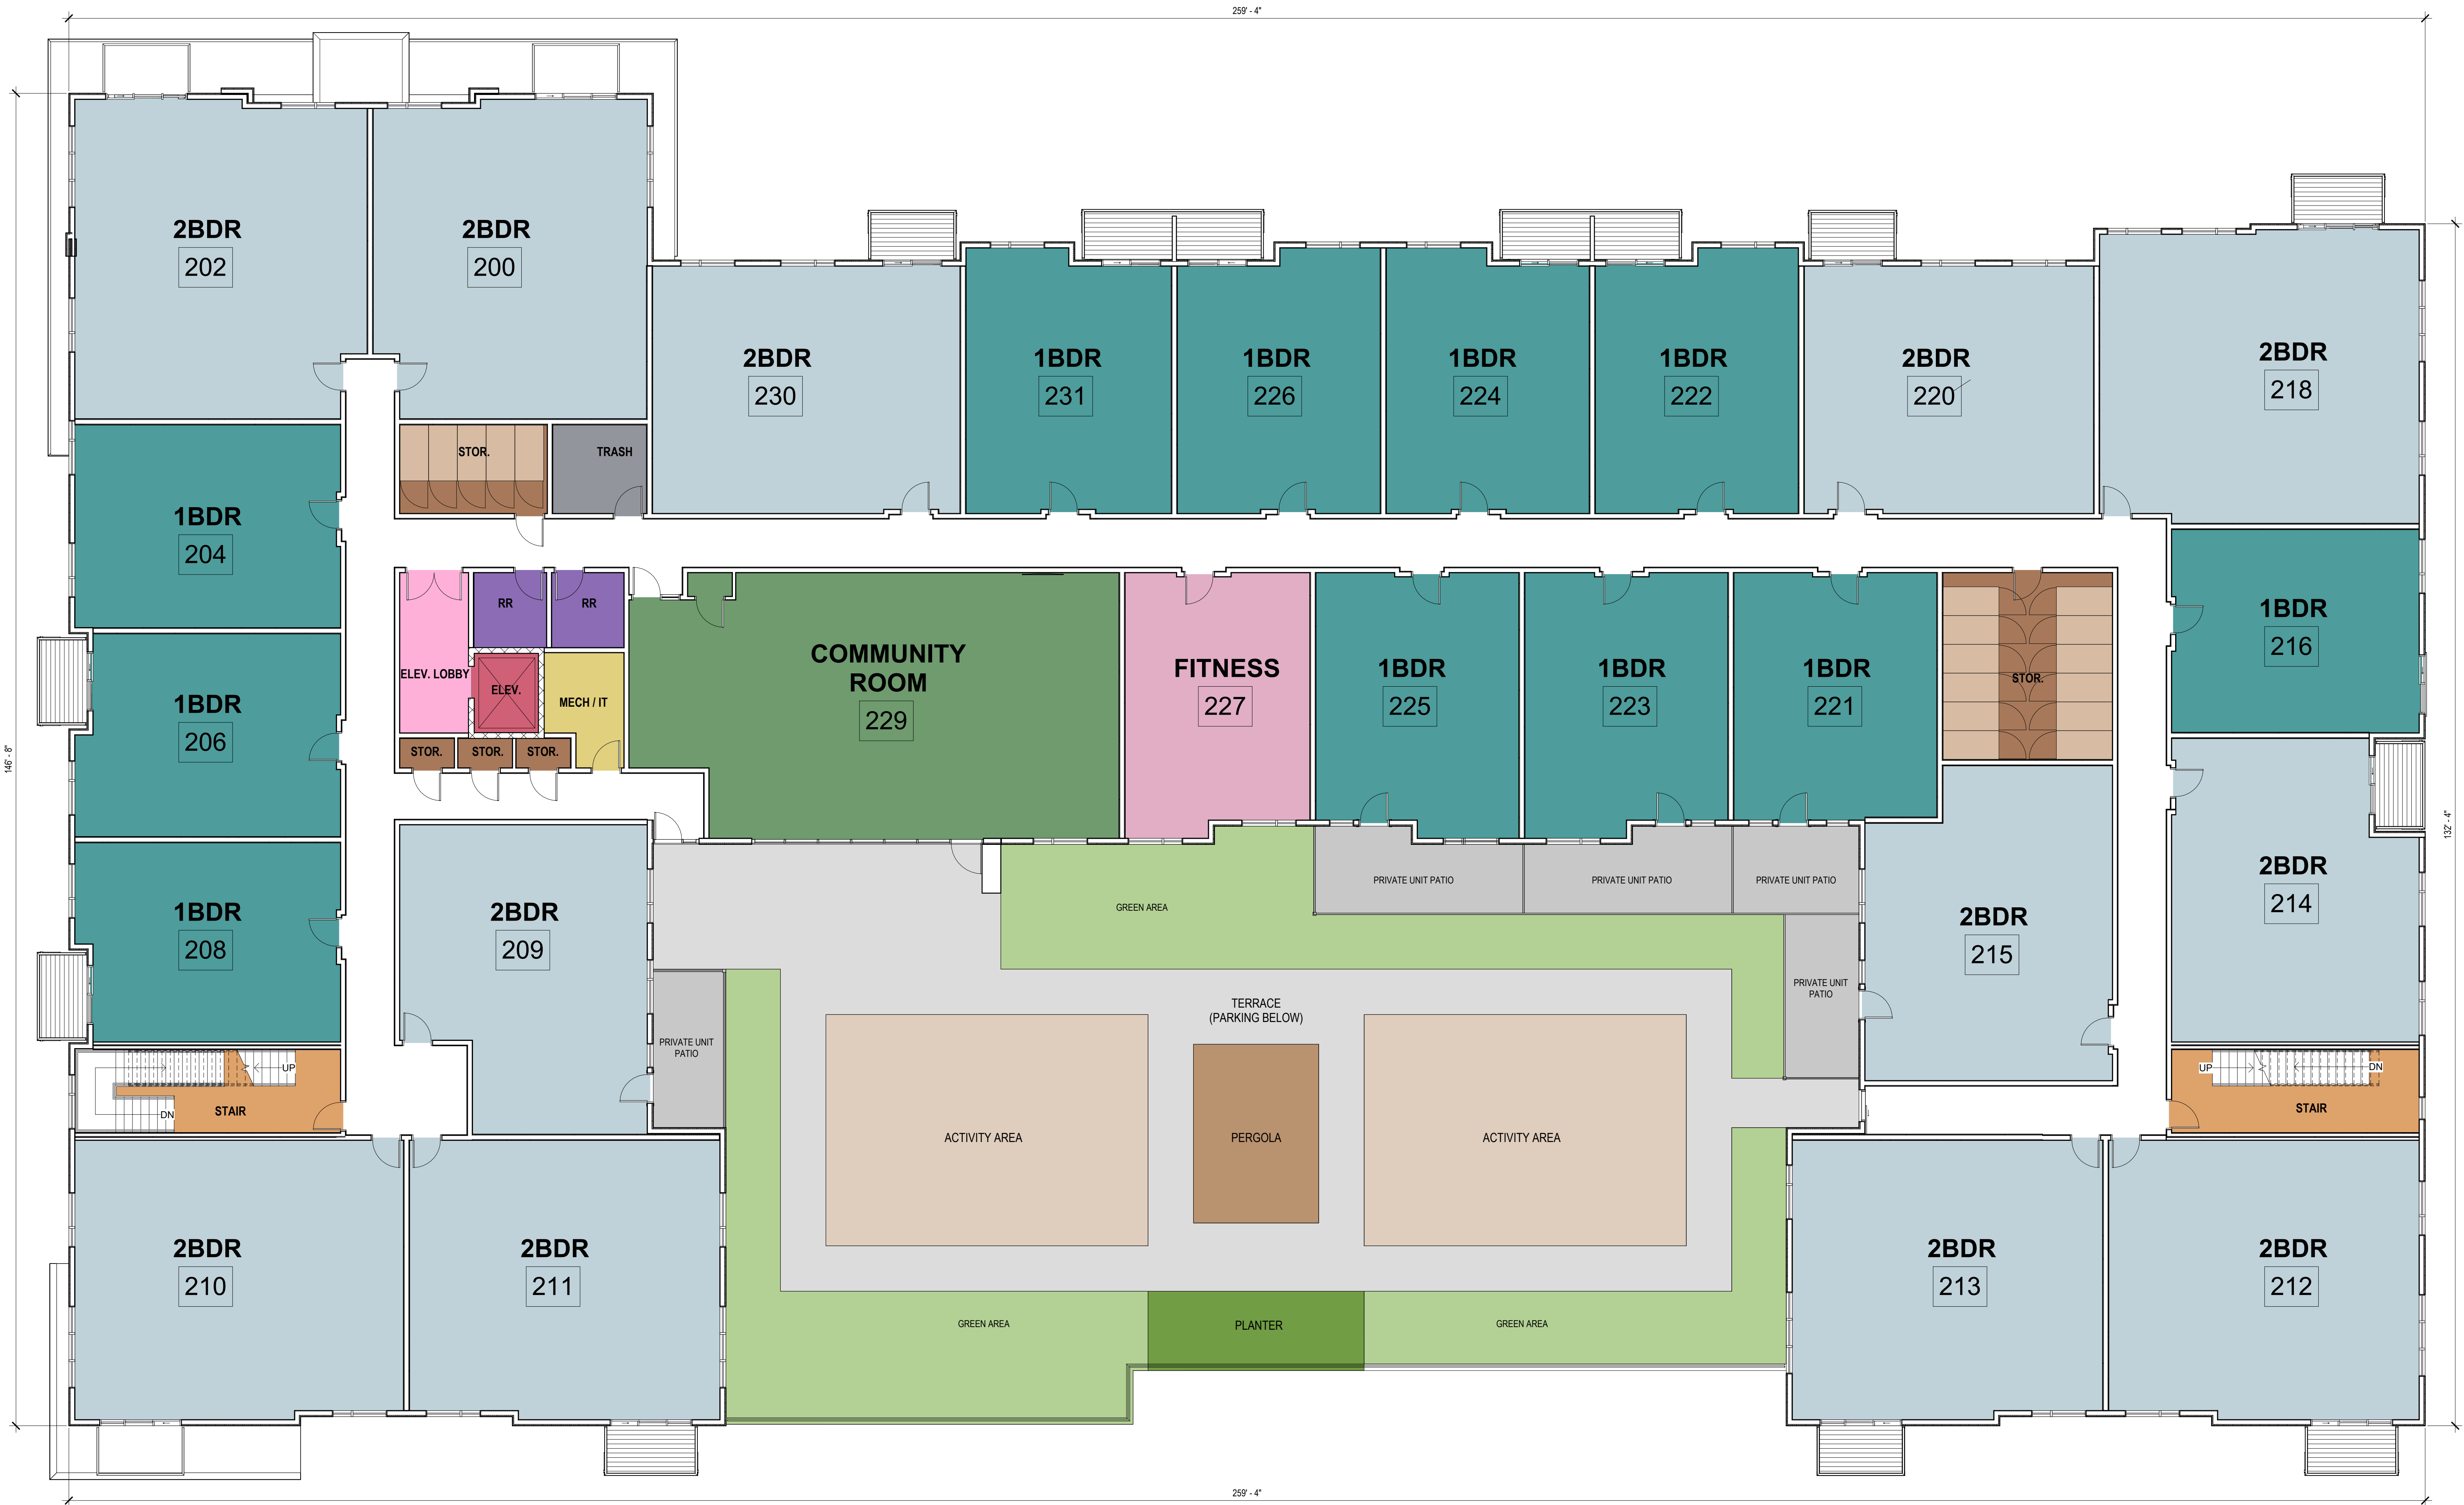 259' - 4"
2BDR
202
2BDR
200
2BDR
230
1BDR
231
1BDR
226
1BDR
224
1BDR
222
2BDR
220
2BDR
218
STOR.
TRASH
1BDR
204
RR
RR
ELEV. LOBBY
ELEV.
MECH / IT
STOR.
STOR.
STOR.
COMMUNITY
ROOM
229
FITNESS
227
1BDR
225
1BDR
223
1BDR
221
STOR.
1BDR
216
1BDR
206
146' - 8"
132' - 4"
1BDR
208
2BDR
209
GREEN AREA
PRIVATE UNIT PATIO
PRIVATE UNIT PATIO
PRIVATE UNIT PATIO
2BDR
215
2BDR
214
PRIVATE UNIT
PATIO
TERRACE
(PARKING BELOW)
PRIVATE UNIT
PATIO
UP
DN
STAIR
UP
DN
STAIR
ACTIVITY AREA
PERGOLA
ACTIVITY AREA
2BDR
210
2BDR
211
2BDR
213
2BDR
212
GREEN AREA
PLANTER
GREEN AREA
259' - 4"